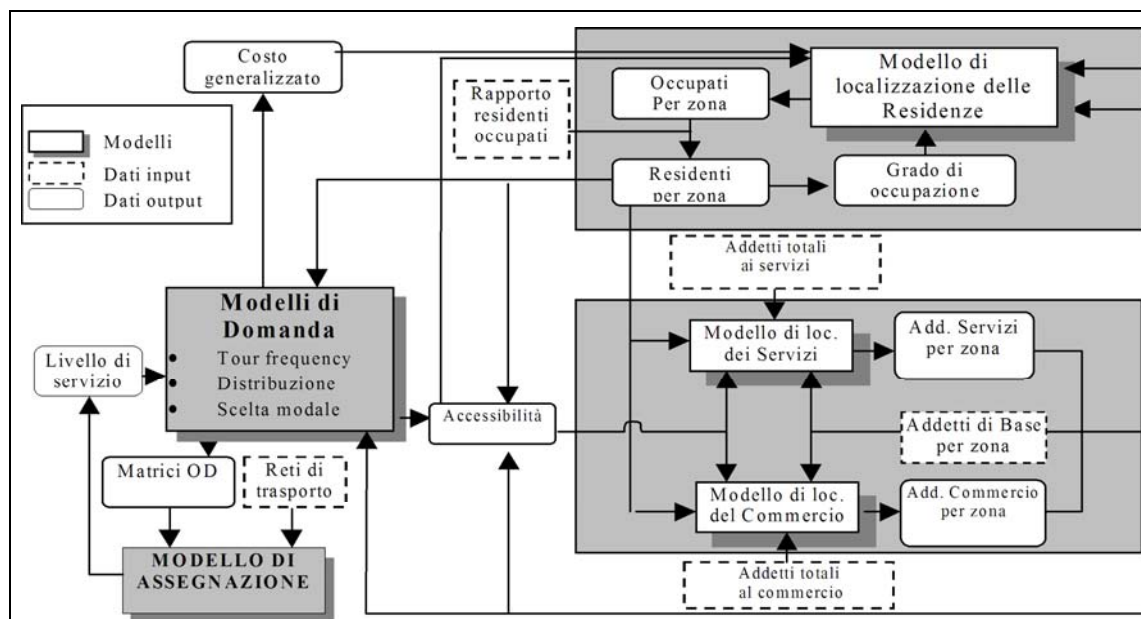 Costo
generalizzato
Modelli
Dati input
Dati output
Rapporto
residenti
occupati
Occupati
Per zona
Modello di
localizzazione delle
Residenze
Residenti
per zona
Grado di
occupazione
Addetti totali
ai servizi
Modelli di
Domanda
• Tour frequency
• Distribuzione
• Scelta modale
Livello di
servizio
Accessibilità
Modello di loc.
dei Servizi
Add. Servizi
per zona
Addetti di Base
per zona
Matrici OD
Reti di
trasporto
Modello di loc.
del Commercio
Add. Commercio
per zona
MODELLO DI
ASSEGNAZIONE
Addetti totali
al commercio